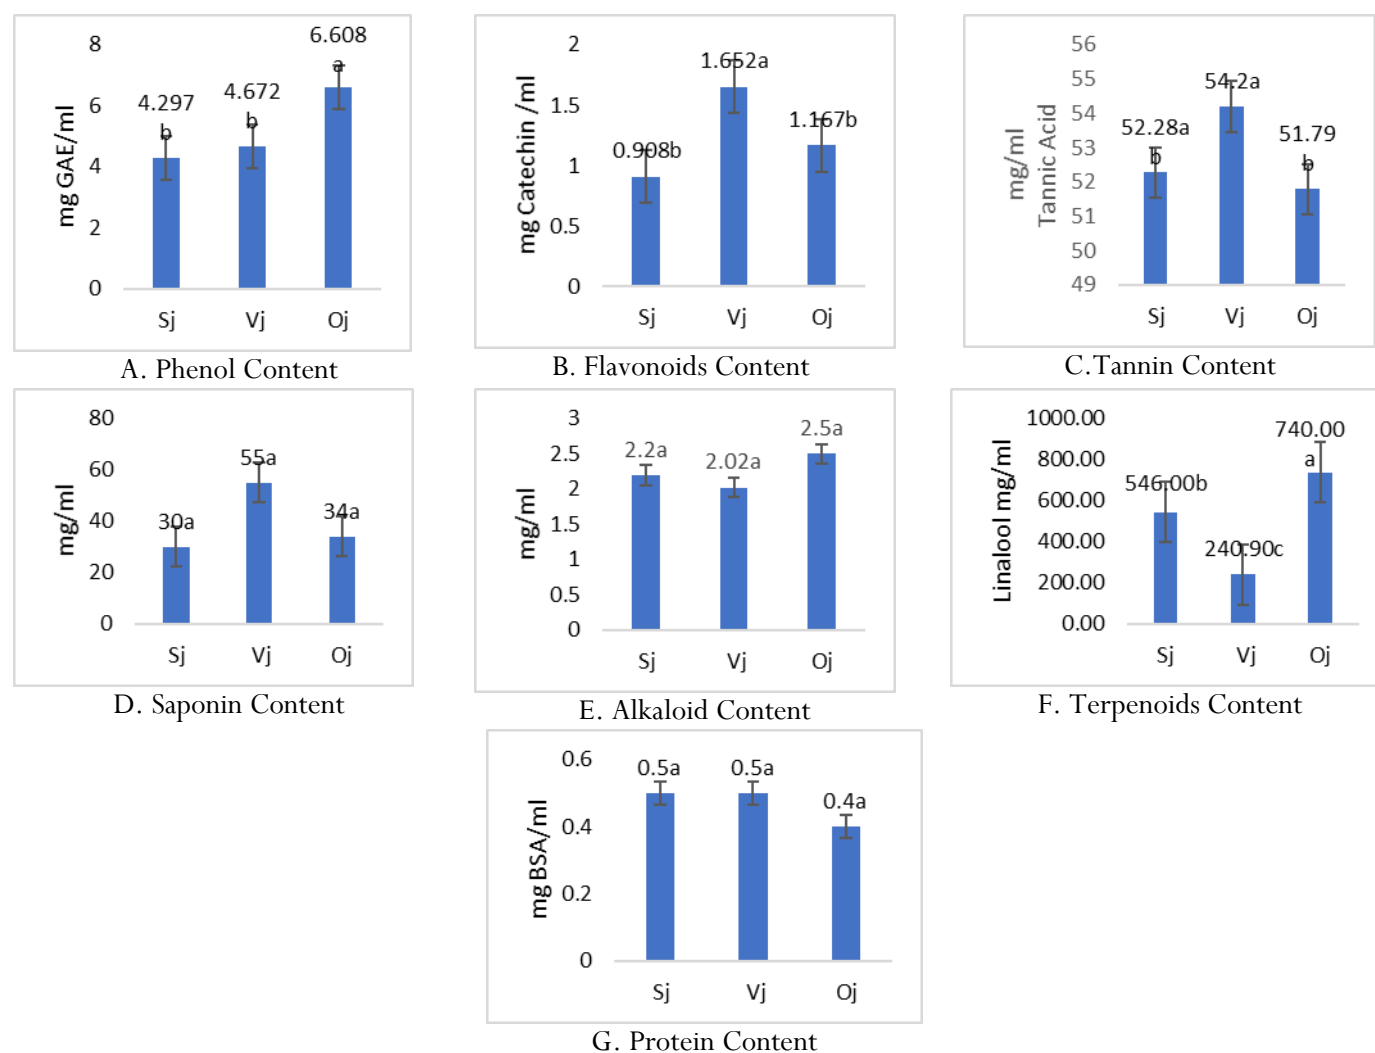 8
6
4
2
0
mg GAE/ml
4.297
b
4.672
b
6.608
a
Sj Vj Oj
A. Phenol Content
2
1.5
1
0.5
0
mg Catechin /ml
0.908b
1.652a
1.167b
Sj Vj Oj
B. Flavonoids Content
56
55
54
53
52
51
50
49
mg/ml
Tannic Acid
52.28a
b
54.2a
51.79
b
Sj Vj Oj
C.Tannin Content
80
60
40
20
0
mg/ml
30a
55a
34a
Sj Vj Oj
D. Saponin Content
3
2.5
2
1.5
1
0.5
0
mg/ml
2.2a
2.02a
2.5a
Sj Vj Oj
E. Alkaloid Content
1000.00
800.00
600.00
400.00
200.00
0.00
Linalool mg/ml
546.00b
240.90c
740.00
a
Sj Vj Oj
F. Terpenoids Content
0.6
0.4
0.2
0
mg BSA/ml
0.5a
0.5a
0.4a
Sj Vj Oj
G. Protein Content